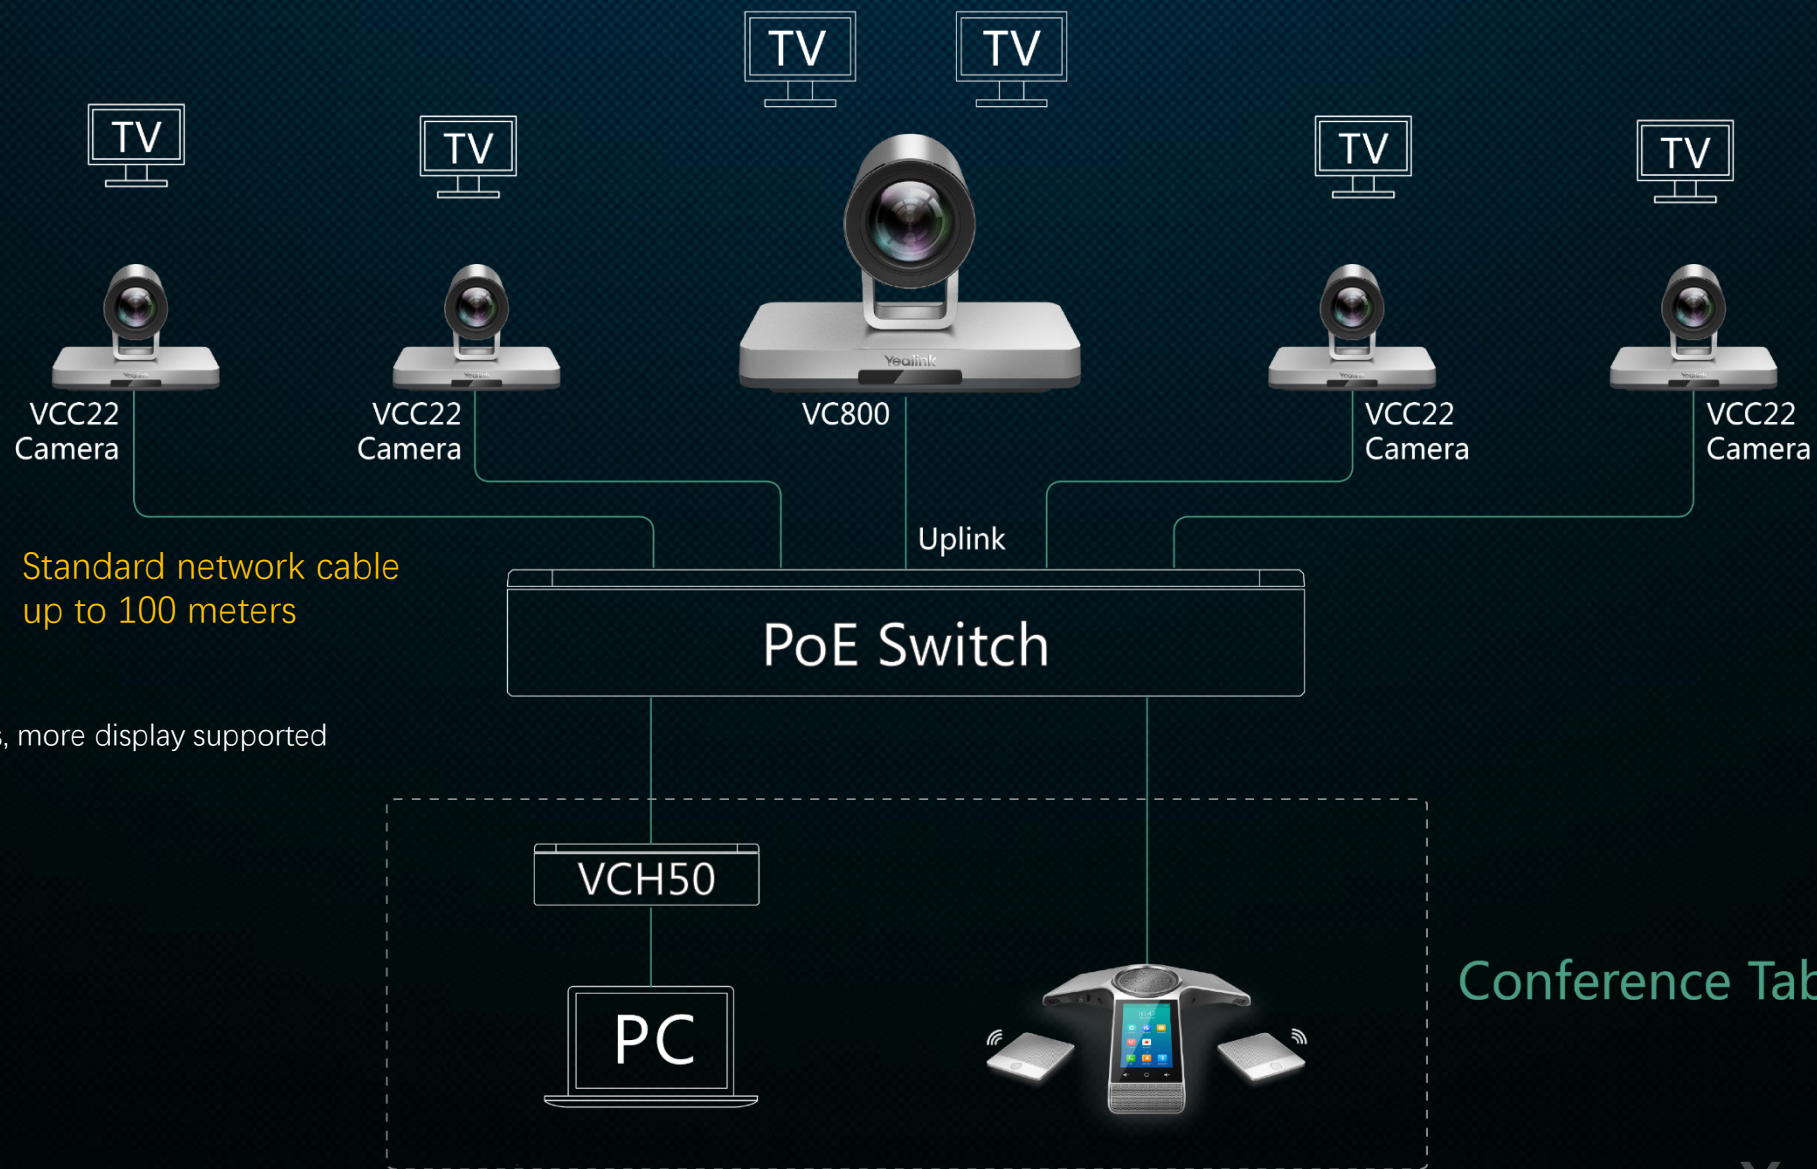 TV
TV
TV
TV
TV
TV
Yealink
VCC22
Camera
VCC22
Camera
VC800
VCC22
Camera
VCC22
Camera
Uplink
Standard network cable
up to 100 meters
PoE Switch
more display supported
VCH50
PC
Conference